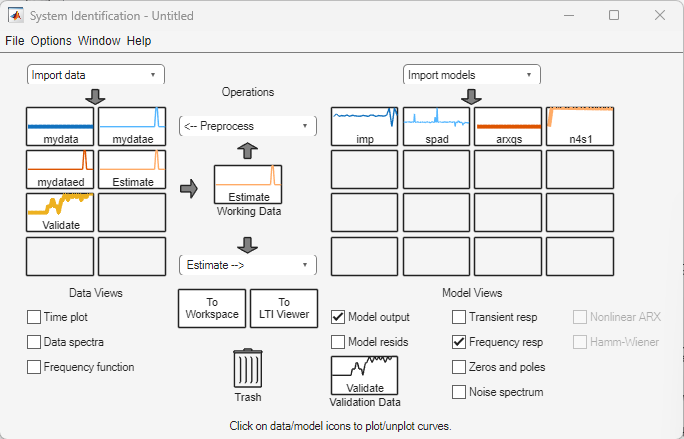 System Identification - Untitled
File Options Window Help
Import data
Import models
Operations
mydata
mydatae
<-- Preprocess
imp
spad
arxqs
n4s1
mydataed
Estimate
Estimate
Working Data
Validate
Estimate -->
Data Views
Model Views
To
Workspace
To
LTI Viewer
Time plot
Data spectra
Frequency function
Trash
Model output
Model resids
Validate
Validation Data
Transient resp
Frequency resp
Zeros and poles
Noise spectrum
Nonlinear ARX
Hamm-Wiener
Click on data/model icons to plot/unplot curves.